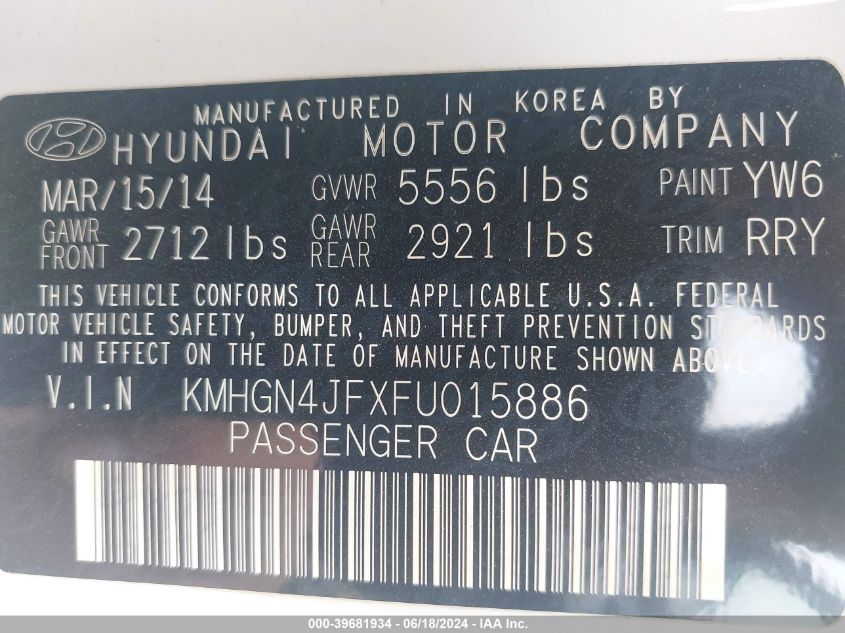 MANUFACTURED IN KOREA BY
HYUNDAI MOTOR COMPANY
MAR/15/14 GVWR 5556 lbs PAINT YW6
GAWR FRONT 2712 lbs GAWR REAR 2921 lbs TRIM RRY
THIS VEHICLE CONFORMS TO ALL APPLICABLE U.S.A. FEDERAL
MOTOR VEHICLE SAFETY, BUMPER, AND THEFT PREVENTION STANDARDS
IN EFFECT ON THE DATE OF MANUFACTURE SHOWN ABOVE
V.I.N KMHGN4JFXFU015886
PASSENGER CAR
000-39681934 - 06/18/2024 - IAA